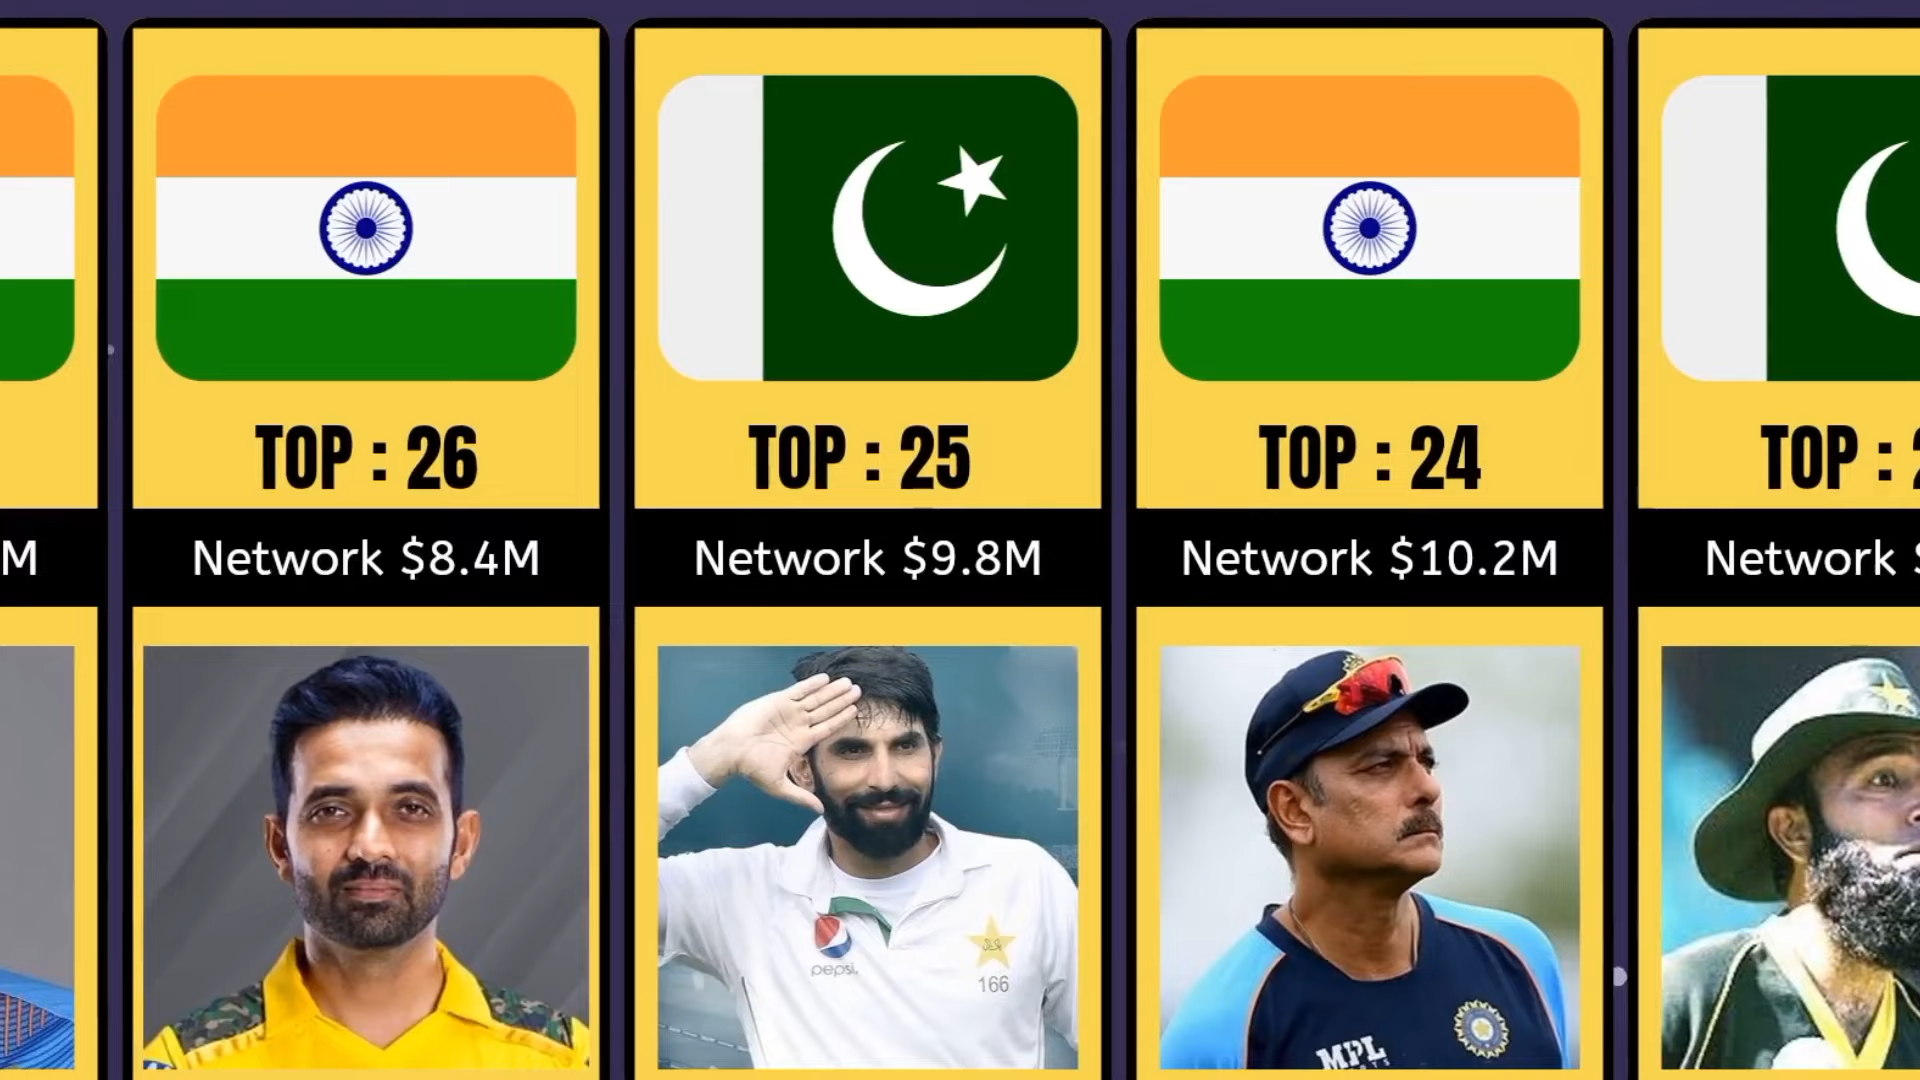 TOP : 26
TOP : 25
TOP : 24
TOP :
M
Network $8.4M
Network $9.8M
Network $10.2M
Network
pepsi
166
MPL